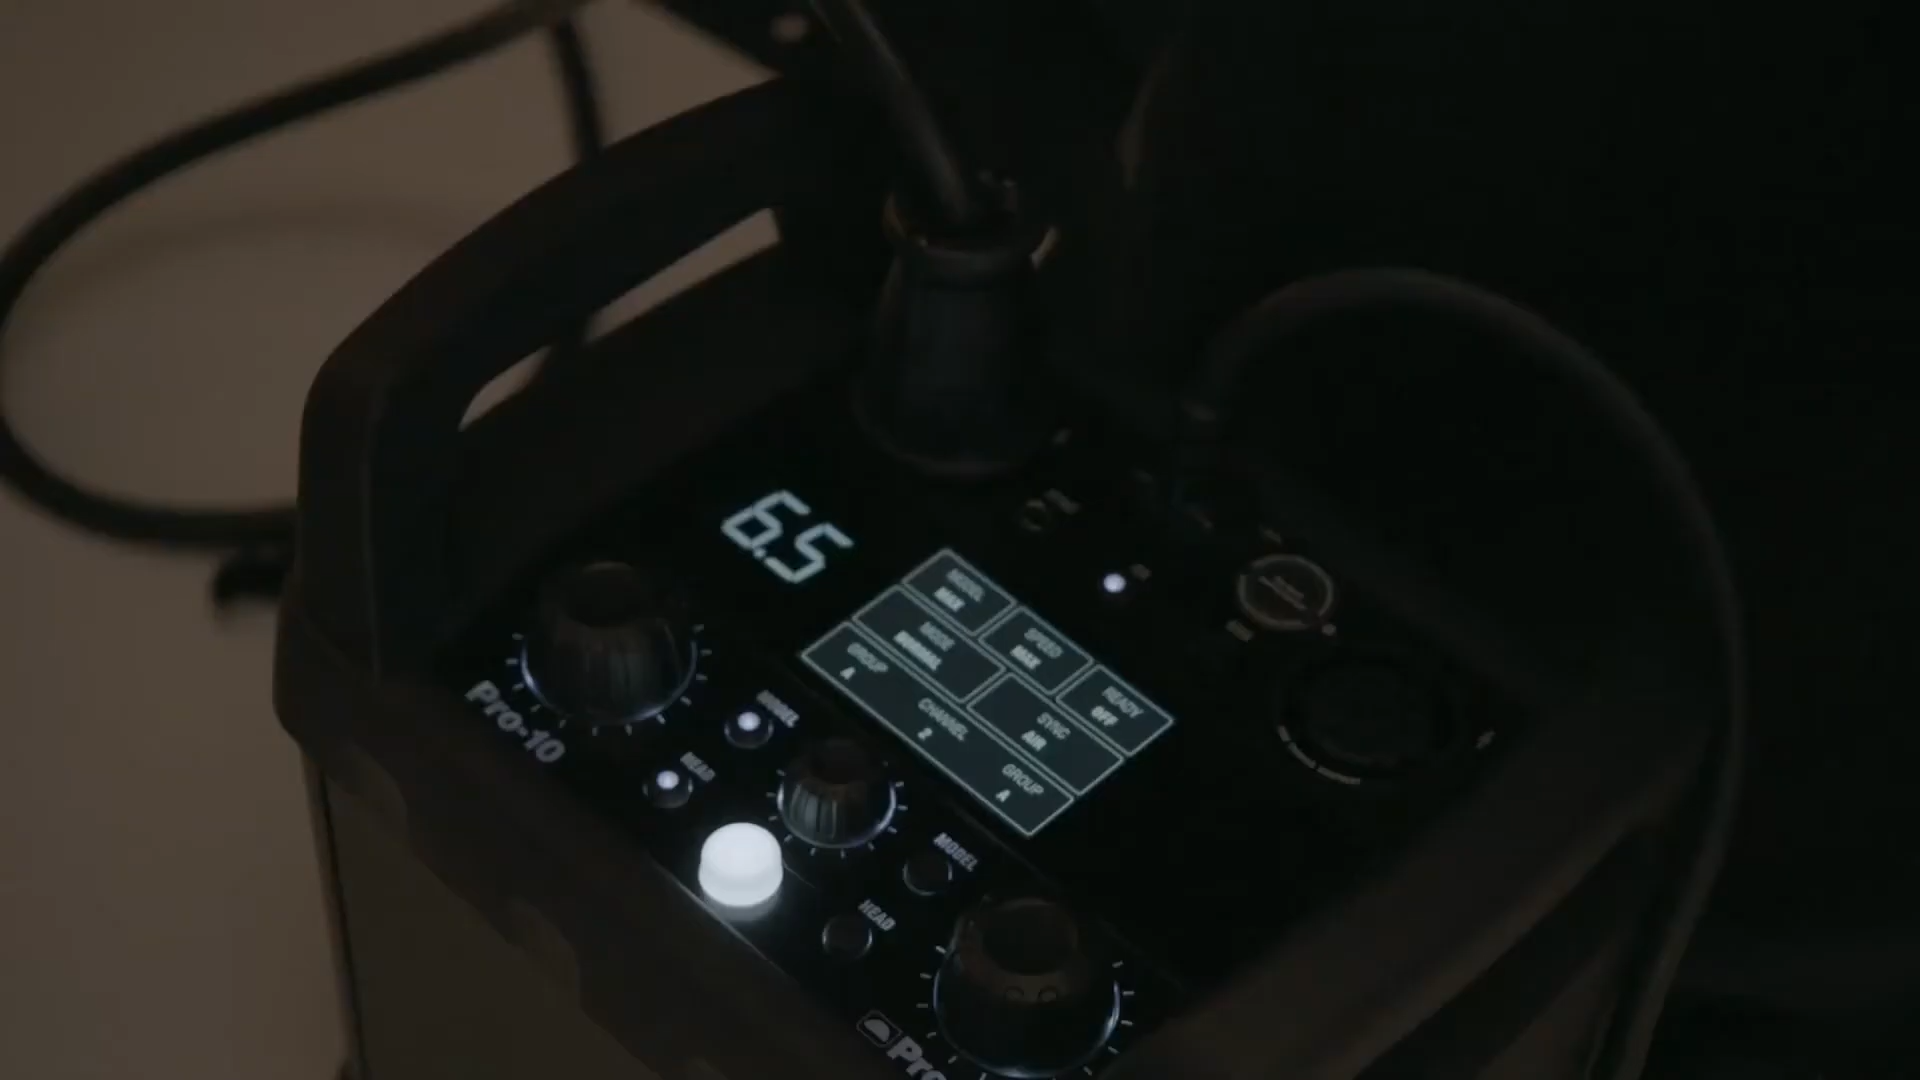 6.5
MODEL
MAX
SPEED
MAX
READY
OFF
MODE
NORMAL
SYNC
AIR
GROUP
A
CHANNEL
2
GROUP
A
Pro-10
MODEL
HEAD
MODEL
HEAD
Pro